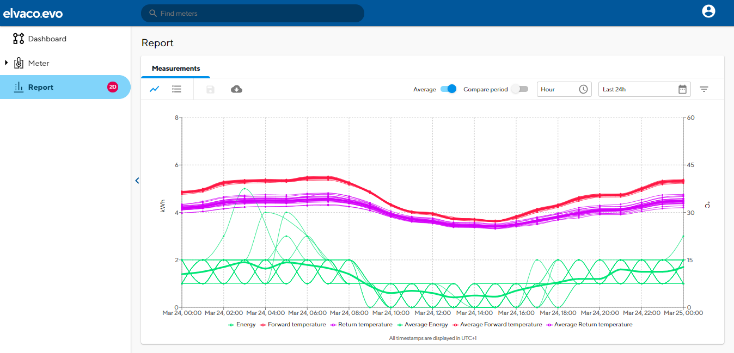 elvaco.evo
Find meters
Dashboard
Meter
Report
20
Report
Measurements
Average
Compare period
Hour
Last 24h
8
6
4
2
0
kWh
60
45
30
15
0
°C
Mar 24, 00:00 Mar 24, 02:00 Mar 24, 04:00 Mar 24, 06:00 Mar 24, 08:00 Mar 24, 10:00 Mar 24, 12:00 Mar 24, 14:00 Mar 24, 16:00 Mar 24, 18:00 Mar 24, 20:00 Mar 24, 22:00 Mar 25, 00:00
Energy Forward temperature Return temperature Average Energy Average Forward temperature Average Return temperature
All timestamps are displayed in UTC+1